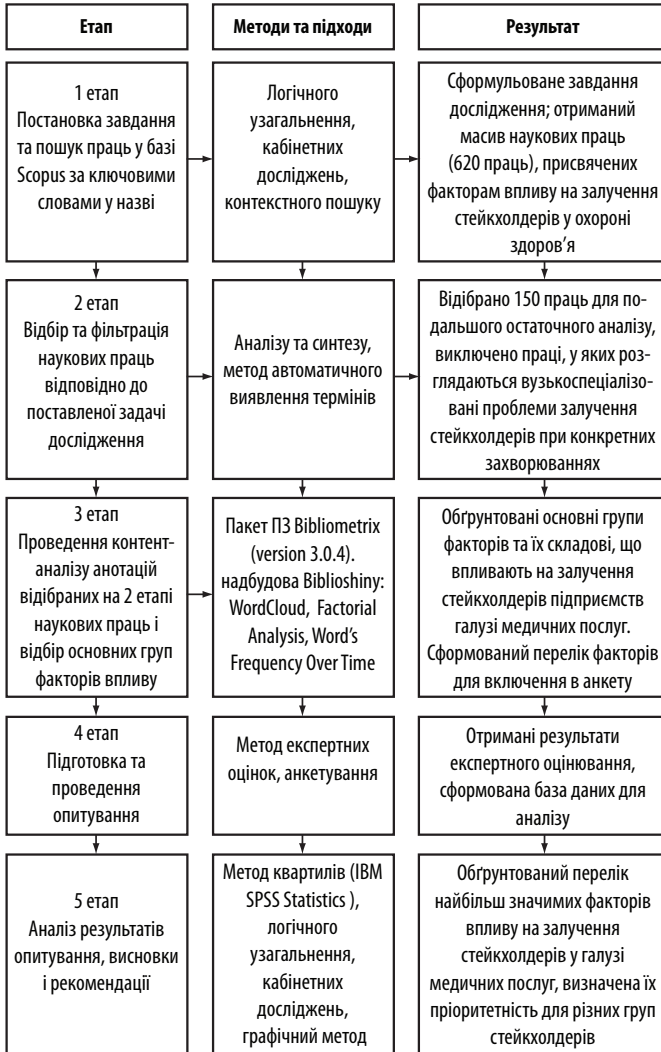 Етап
Методи та підходи
Результат
1 етап
Постановка завдання
та пошук праць у базі
Scopus за ключовими
словами у назві
Логічного
узагальнення,
кабінетних
досліджень,
контекстного пошуку
Сформульоване завдання
дослідження; отриманий
масив наукових праць
(620 праць), присвячених
факторам впливу на залучення
стейкхолдерів у охороні
здоров’я
2 етап
Відбір та фільтрація
наукових праць
відповідно до
поставленої задачі
дослідження
Аналізу та синтезу,
метод автоматичного
виявлення термінів
Відібрано 150 праць для по-
дальшого остаточного аналізу,
виключено праці, у яких роз-
глядаються вузькоспеціалізо-
вані проблеми залучення
стейкхолдерів при конкретних
захворюваннях
3 етап
Проведення контент-
аналізу анотацій
відібраних на 2 етапі
наукових праць і
відбір основних груп
факторів впливу
Пакет ПЗ Bibliometrix
(version 3.0.4).
надбудова Biblioshiny:
WordCloud, Factorial
Analysis, Word’s
Frequency Over Time
Обґрунтовані основні групи
факторів та їх складові, що
впливають на залучення
стейкхолдерів підприємств
галузі медичних послуг.
Сформований перелік факторів
для включення в анкету
4 етап
Підготовка та
проведення
опитування
Метод експертних
оцінок, анкетування
Отримані результати
експертного оцінювання,
сформована база даних для
аналізу
5 етап
Аналіз результатів
опитування, висновки
і рекомендації
Метод квартилів (IBM
SPSS Statistics ),
логічного
узагальнення,
кабінетних
досліджень,
графічний метод
Обґрунтований перелік
найбільш значимих факторів
впливу на залучення
стейкхолдерів у галузі
медичних послуг, визначена їх
пріоритетність для різних груп
стейкхолдерів